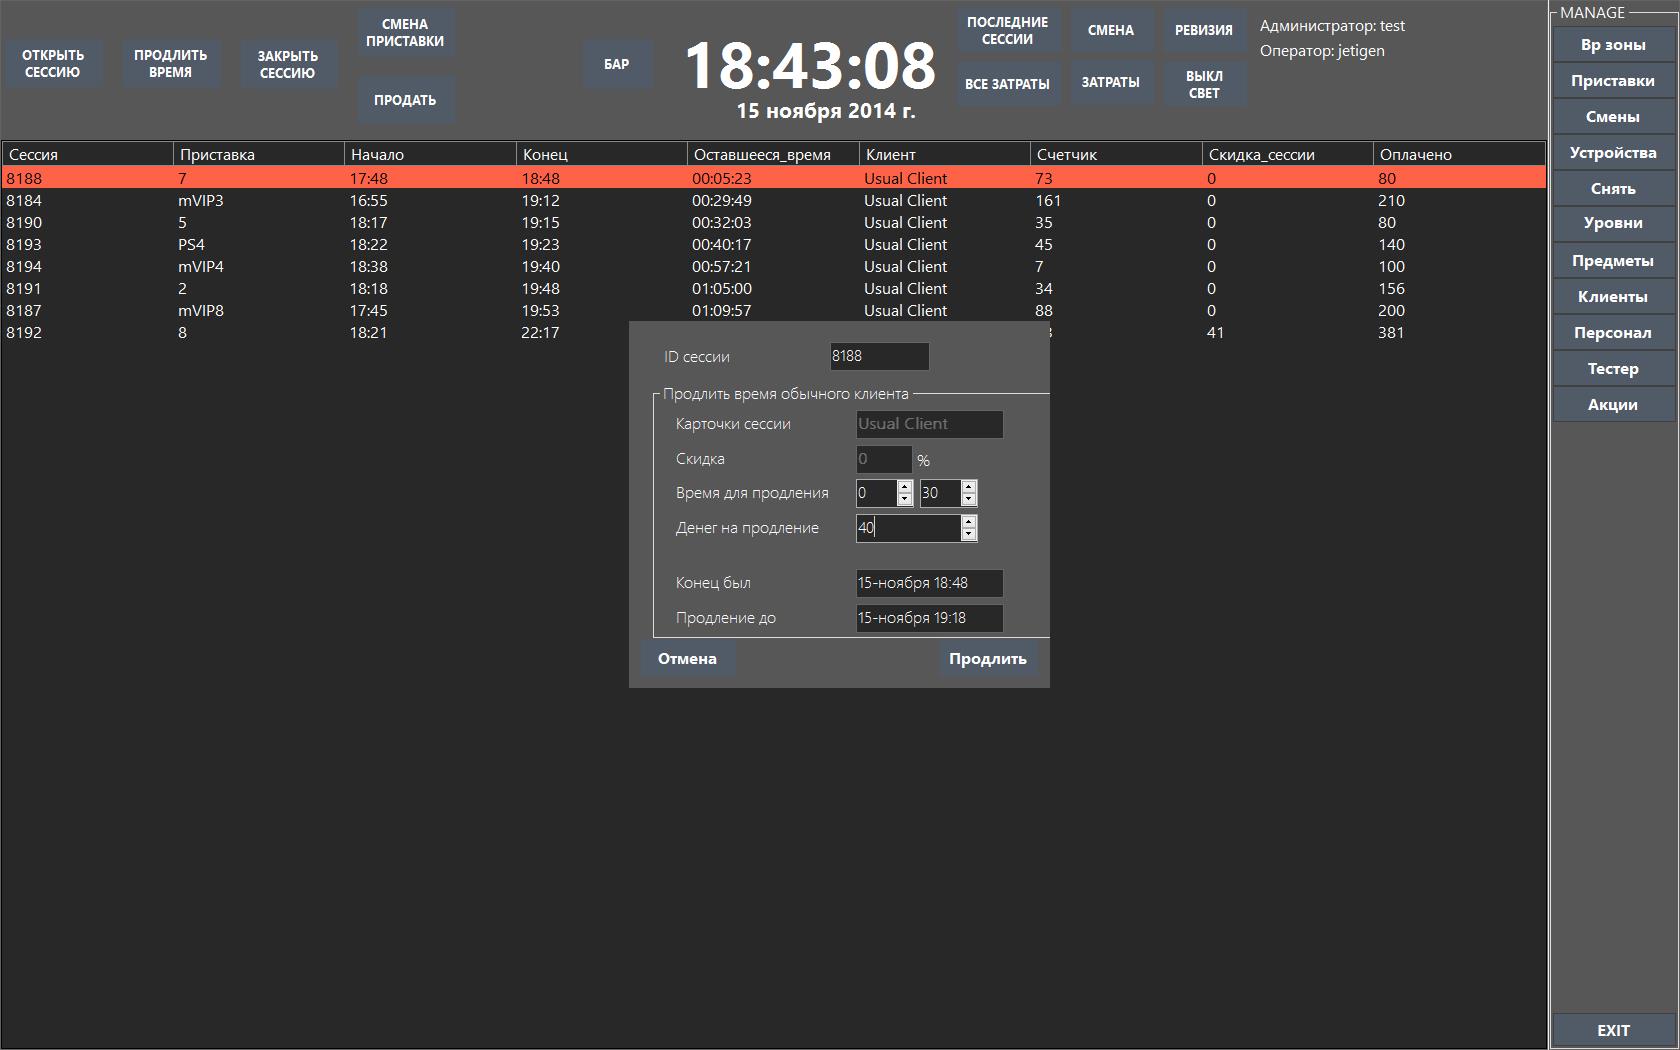 ОТКРЫТЬ
СЕССИЮ
ПРОДЛИТЬ
ВРЕМЯ
ЗАКРЫТЬ
СЕССИЮ
СМЕНА
ПРИСТАВКИ
ПРОДАТЬ
БАР
18:43:08
15 ноября 2014 г.
ПОСЛЕДНИЕ
СЕССИИ
СМЕНА
РЕВИЗИЯ
ВСЕ ЗАТРАТЫ
ЗАТРАТЫ
ВЫКЛ
СВЕТ
Администратор: test
Оператор: jetigen
Сессия Приставка Начало Конец Оставшееся_время Клиент Счетчик Скидка_сессии Оплачено
8188 7 17:48 18:48 00:05:23 Usual Client 73 0 80
8184 mVIP3 16:55 19:12 00:29:49 Usual Client 161 0 210
8190 5 18:17 19:15 00:32:03 Usual Client 35 0 80
8193 PS4 18:22 19:23 00:40:17 Usual Client 45 0 140
8194 mVIP4 18:38 19:40 00:57:21 Usual Client 7 0 100
8191 2 18:18 19:48 01:05:00 Usual Client 34 0 156
8187 mVIP8 17:45 19:53 01:09:57 Usual Client 88 0 200
8192 8 18:21 22:17 41 381
ID сессии 8188
Продлить время обычного клиента
Карточки сессии Usual Client
Скидка 0 %
Время для продления 0 30
Денег на продление 40
Конец был 15-ноября 18:48
Продление до 15-ноября 19:18
Отмена Продлить
MANAGE
Вр зоны
Приставки
Смены
Устройства
Снять
Уровни
Предметы
Клиенты
Персонал
Тестер
Акции
EXIT